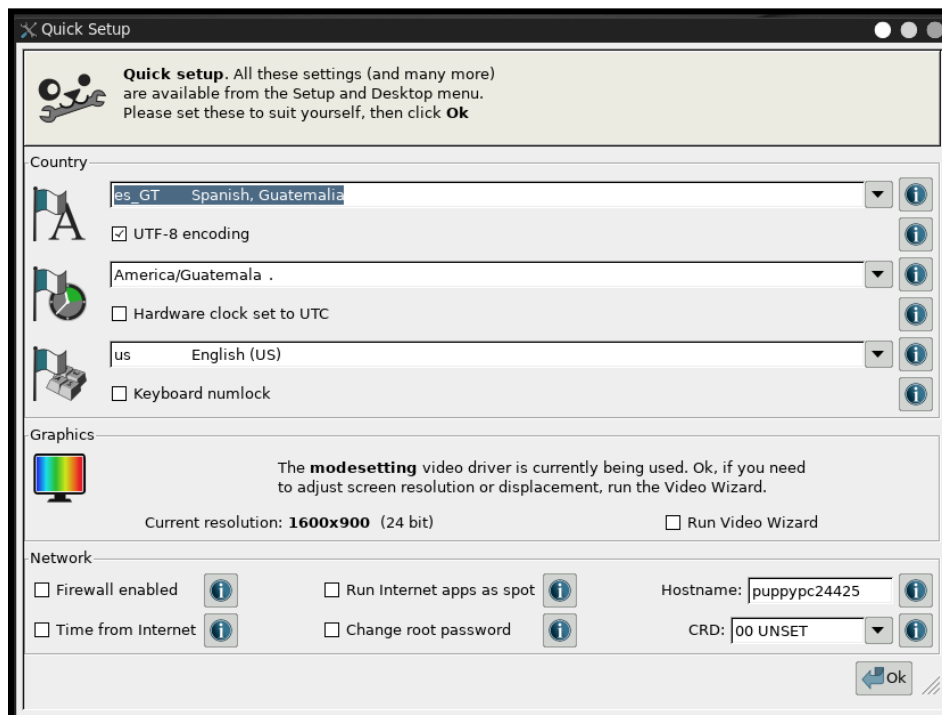 Quick Setup
Quick setup. All these settings (and many more)
are available from the Setup and Desktop menu.
Please set these to suit yourself, then click Ok
Country
es_GT Spanish, Guatemalia
UTF-8 encoding
America/Guatemala .
Hardware clock set to UTC
us English (US)
Keyboard numlock
Graphics
The modesetting video driver is currently being used. Ok, if you need
to adjust screen resolution or displacement, run the Video Wizard.
Current resolution: 1600x900 (24 bit) Run Video Wizard
Network
Firewall enabled Run Internet apps as spot Hostname: puppypc24425
Time from Internet Change root password CRD: 00 UNSET
Ok